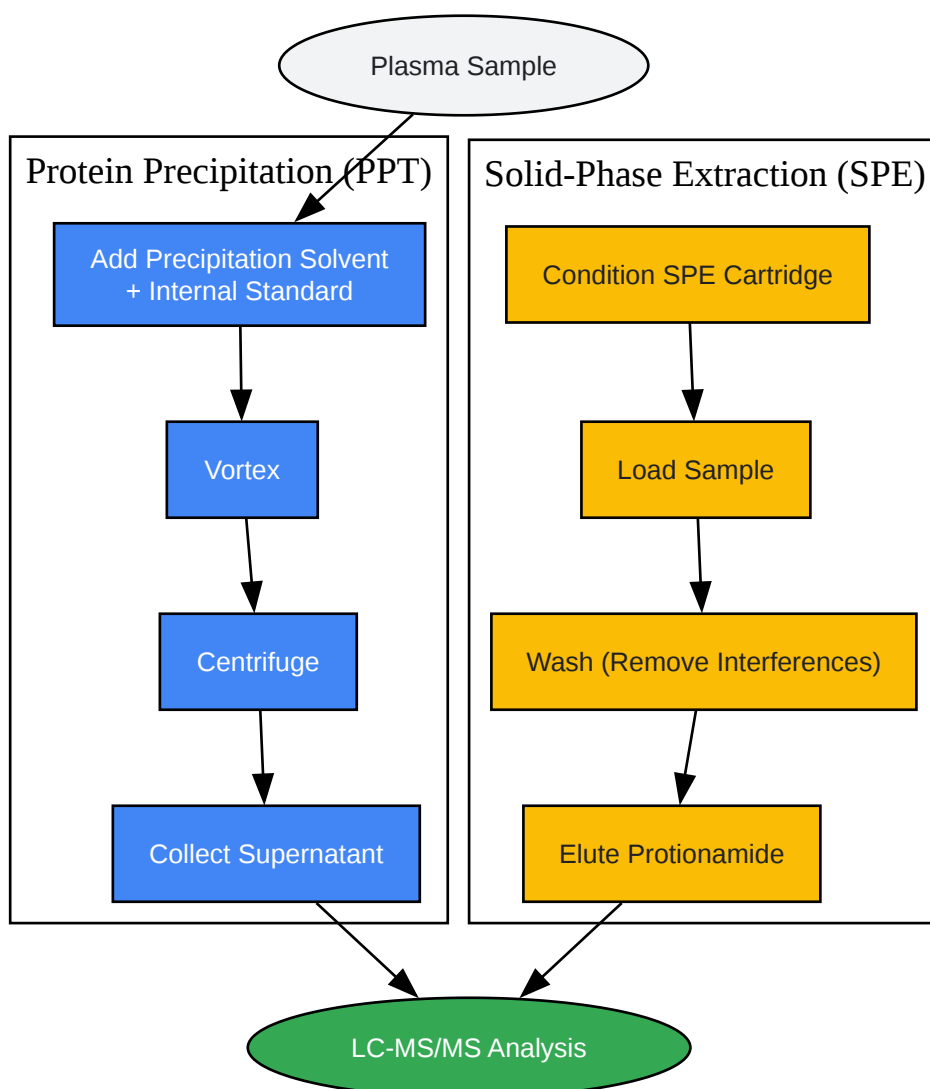 Plasma Sample
Protein Precipitation (PPT)
Add Precipitation Solvent
+ Internal Standard
Vortex
Centrifuge
Collect Supernatant
Solid-Phase Extraction (SPE)
Condition SPE Cartridge
Load Sample
Wash (Remove Interferences)
Elute Protionamide
LC-MS/MS Analysis